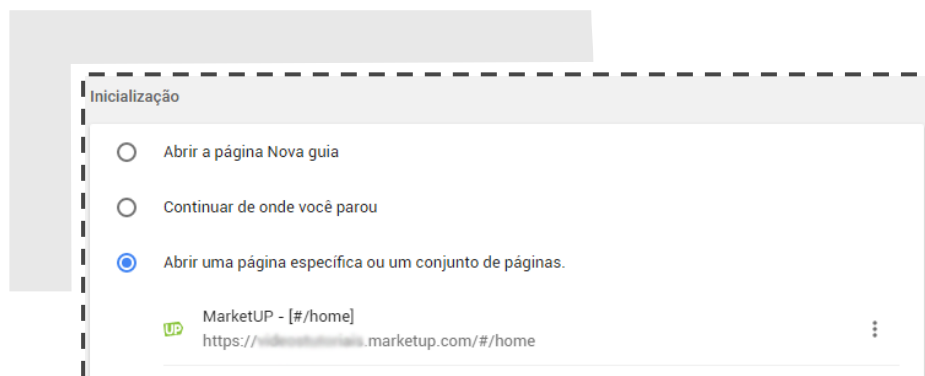 Inicialização
Abrir a página Nova guia
Continuar de onde você parou
Abrir uma página específica ou um conjunto de páginas.
UP
MarketUP - [#/home]
https://.marketup.com/#/home